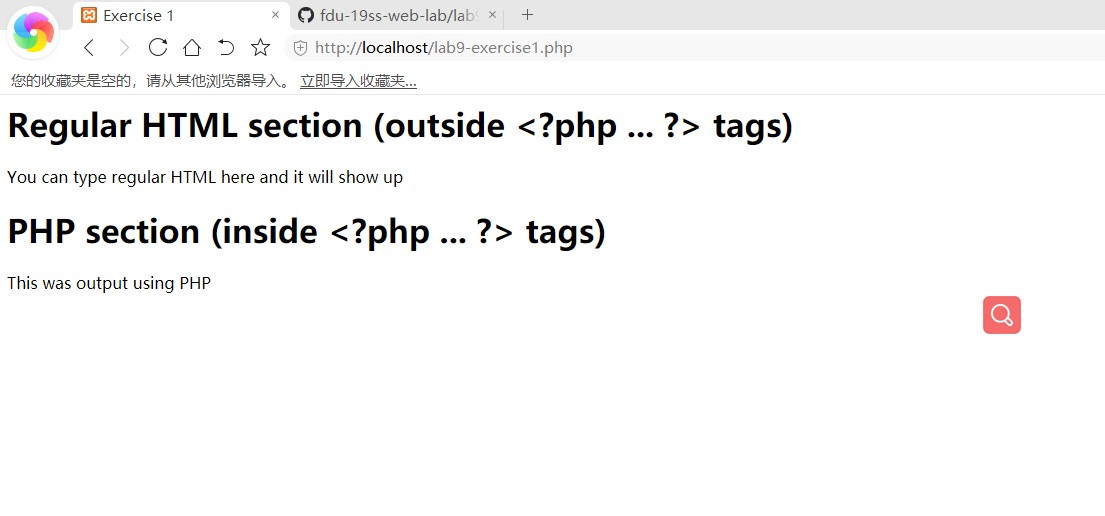 Exercise 1
fdu-19ss-web-lab/lab9
http://localhost/lab9-exercise1.php
您的收藏夹是空的，请从其他浏览器导入。 立即导入收藏夹...
Regular HTML section (outside <?php ... ?> tags)
You can type regular HTML here and it will show up
PHP section (inside <?php ... ?> tags)
This was output using PHP